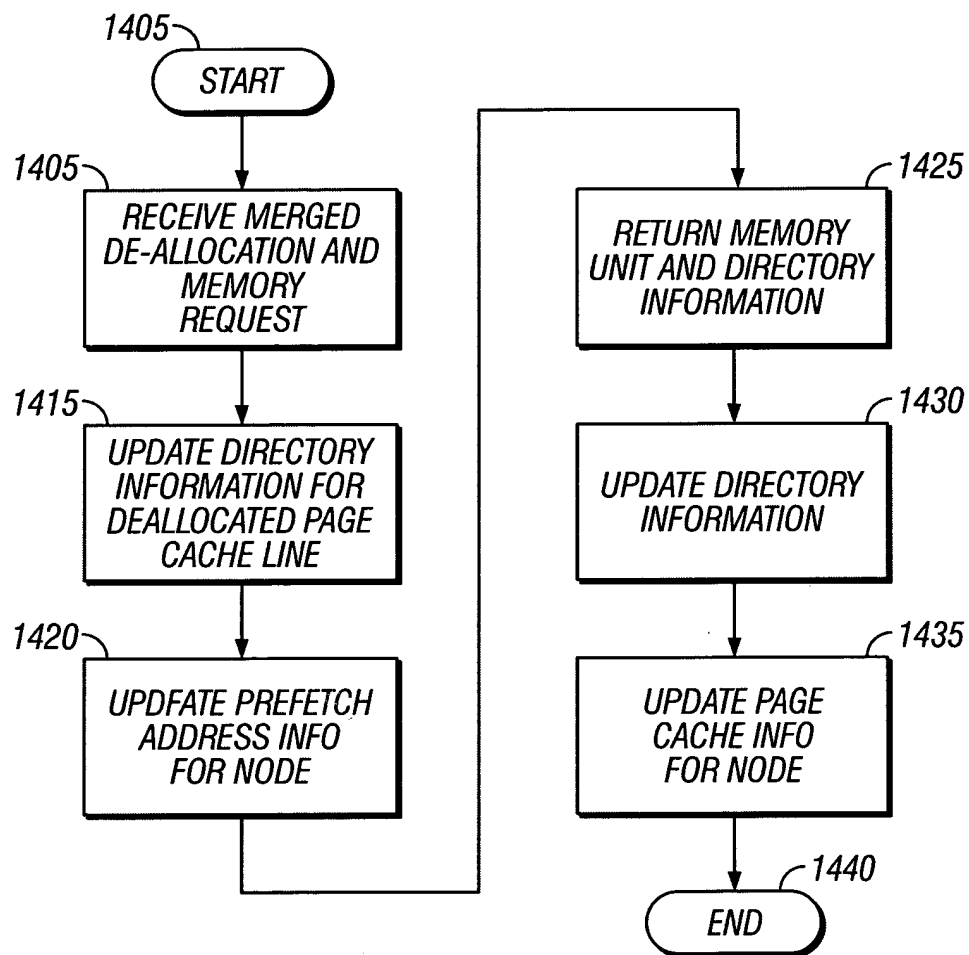 1405
START
1405
RECEIVE MERGED
DE-ALLOCATION AND
MEMORY
REQUEST
1415
UPDATE DIRECTORY
INFORMATION FOR
DEALLOCATED PAGE
CACHE LINE
1420
UPDFATE PREFETCH
ADDRESS INFO
FOR NODE
1425
RETURN MEMORY
UNIT AND DIRECTORY
INFORMATION
1430
UPDATE DIRECTORY
INFORMATION
1435
UPDATE PAGE
CACHE INFO
FOR NODE
1440
END